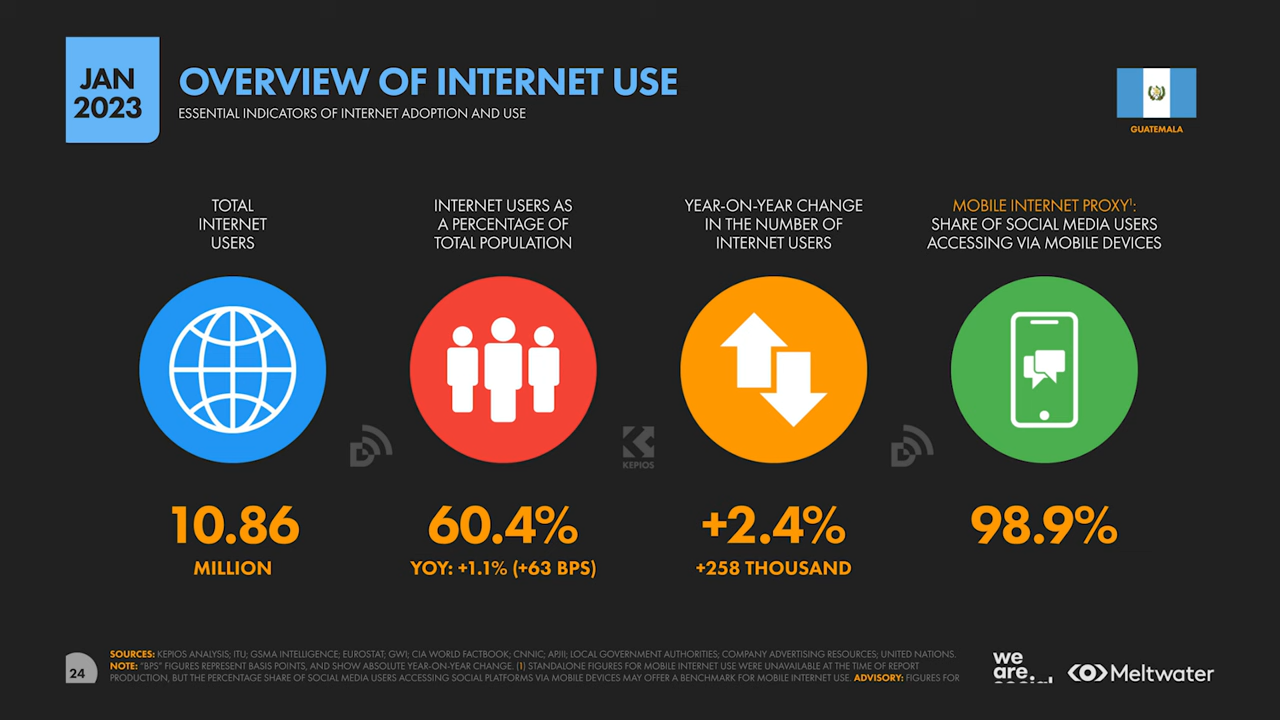 JAN
2023
OVERVIEW OF INTERNET USE
ESSENTIAL INDICATORS OF INTERNET ADOPTION AND USE
GUATEMALA
TOTAL
INTERNET
USERS
INTERNET USERS AS
A PERCENTAGE OF
TOTAL POPULATION
YEAR-ON-YEAR CHANGE
IN THE NUMBER OF
INTERNET USERS
MOBILE INTERNET PROXY¹:
SHARE OF SOCIAL MEDIA USERS
ACCESSING VIA MOBILE DEVICES
KEPIOS
10.86
MILLION
60.4%
YOY: +1.1% (+63 BPS)
+2.4%
+258 THOUSAND
98.9%
24
SOURCES: KEPIOS ANALYSIS; ITU; GSMA INTELLIGENCE; EUROSTAT; GWI; CIA WORLD FACTBOOK; CNNIC; APJII; LOCAL GOVERNMENT AUTHORITIES; COMPANY ADVERTISING RESOURCES; UNITED NATIONS.
NOTE: "BPS" FIGURES REPRESENT BASIS POINTS, AND SHOW ABSOLUTE YEAR-ON-YEAR CHANGE. (1) STANDALONE FIGURES FOR MOBILE INTERNET USE WERE UNAVAILABLE AT THE TIME OF REPORT
PRODUCTION, BUT THE PERCENTAGE SHARE OF SOCIAL MEDIA USERS ACCESSING SOCIAL PLATFORMS VIA MOBILE DEVICES MAY OFFER A BENCHMARK FOR MOBILE INTERNET USE. ADVISORY: FIGURES FOR
we
are.
Meltwater